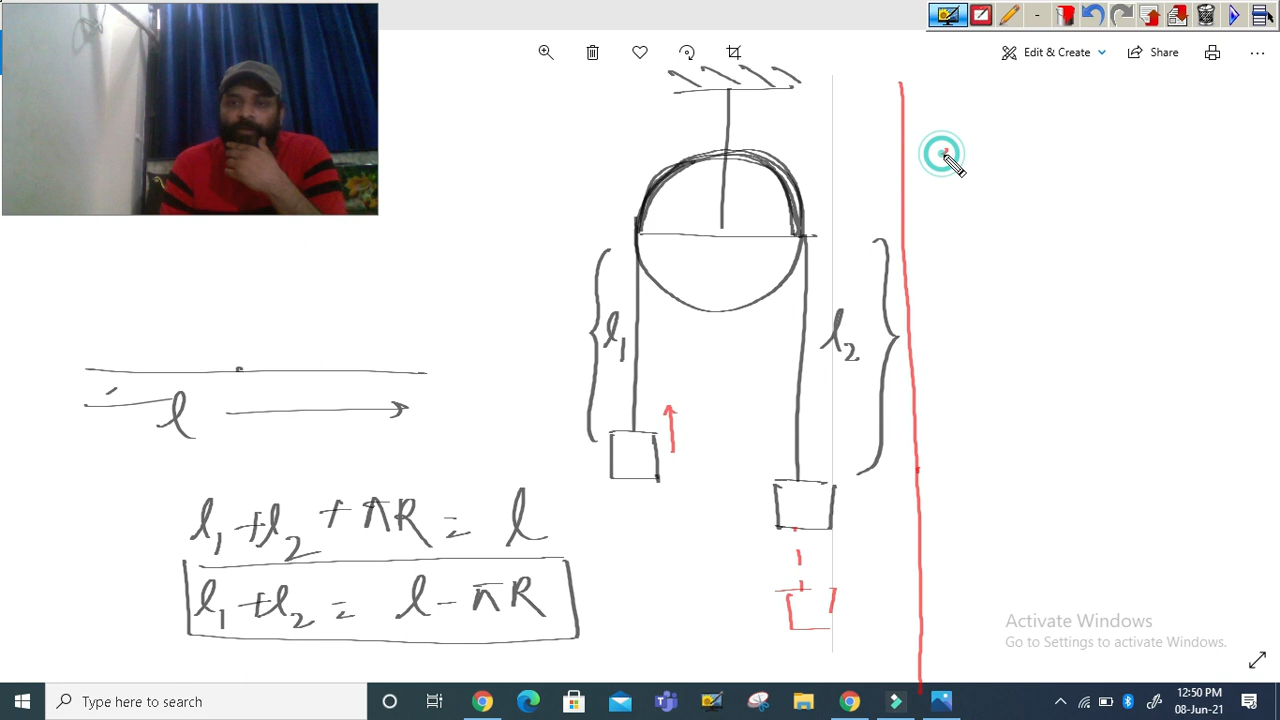 Edit & Create
Share
l₁
l₂
l
l₁ + l₂ + πR = l
l₁ + l₂ = l - πR
Activate Windows
Go to Settings to activate Windows.
Type here to search
12:50 PM
08-Jun-21